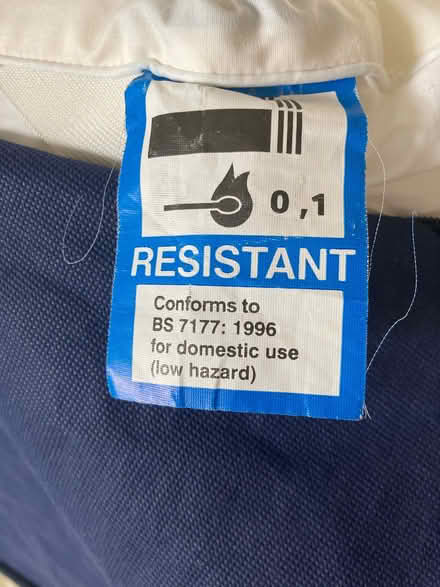 0 ,1
RESISTANT
Conforms to
BS 7177: 1996
for domestic use
(low hazard)